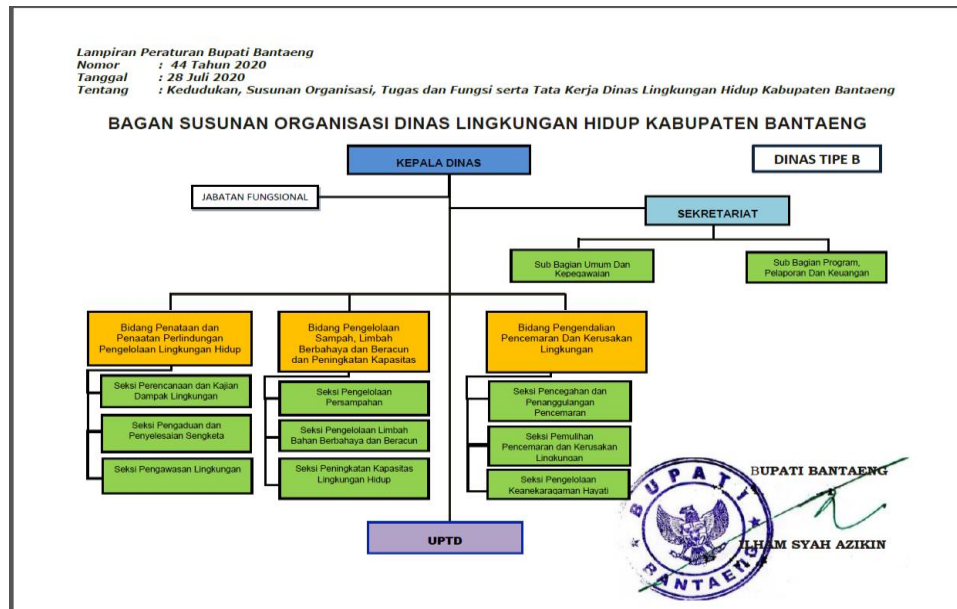 Lampiran Peraturan Bupati Bantaeng
Nomor : 44 Tahun 2020
Tanggal : 28 Juli 2020
Tentang : Kedudukan, Susunan Organisasi, Tugas dan Fungsi serta Tata Kerja Dinas Lingkungan Hidup Kabupaten Bantaeng
BAGAN SUSUNAN ORGANISASI DINAS LINGKUNGAN HIDUP KABUPATEN BANTAENG
KEPALA DINAS
DINAS TIPE B
JABATAN FUNGSIONAL
SEKRETARIAT
Sub Bagian Umum Dan
Kepegawaian
Sub Bagian Program,
Pelaporan Dan Keuangan
Bidang Penataan dan
Penaatan Perlindungan
Pengelolaan Lingkungan Hidup
Seksi Perencanaan dan Kajian
Dampak Lingkungan
Seksi Pengaduan dan
Penyelesaian Sengketa
Seksi Pengawasan Lingkungan
Bidang Pengelolaan
Sampah, Limbah
Berbahaya dan Beracun
dan Peningkatan Kapasitas
Seksi Pengelolaan
Persampahan
Seksi Pengelolaan Limbah
Bahan Berbahaya dan Beracun
Seksi Peningkatan Kapasitas
Lingkungan Hidup
Bidang Pengendalian
Pencemaran Dan Kerusakan
Lingkungan
Seksi Pencegahan dan
Penanggulangan
Pencemaran
Seksi Pemulihan
Pencemaran dan Kerusakan
Lingkungan
Seksi Pengelolaan
Keanekaragaman Hayati
UPTD
BUPATI BANTAENG
ILHAM SYAH AZIKIN
BUPATI
BANTAENG